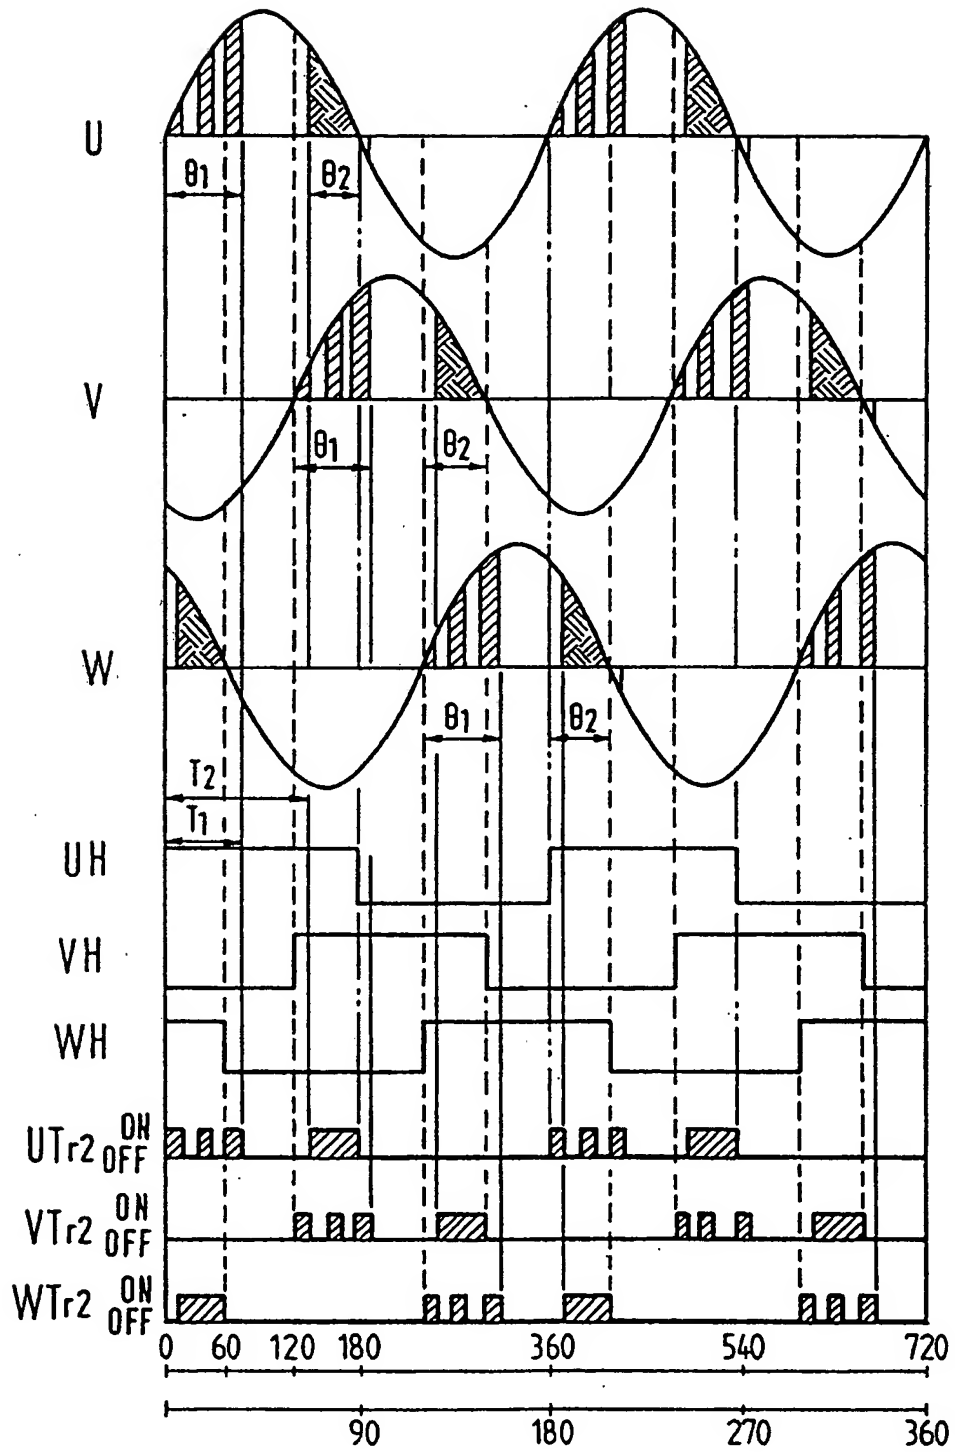 U
θ1 θ2
V
θ1 θ2
W
θ1 θ2
T2
T1
UH
VH
WH
UTr2 ON OFF
VTr2 ON OFF
WTr2 ON OFF
0 60 120 180 360 540 720
90 180 270 360